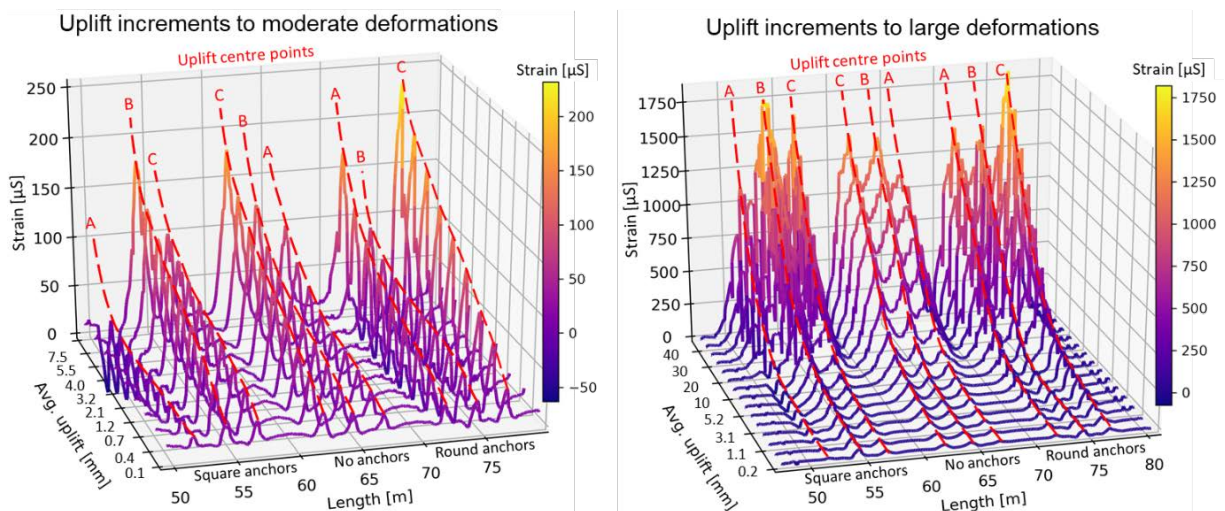 Uplift increments to moderate deformations
Uplift centre points
Strain [µS]
C
B
C
A
B
C
A
B
A
250
200
150
100
50
0
Strain [µS]
200
150
100
50
0
−50
7.5
5.5
4.0
3.2
2.1
1.2
0.7
0.4
0.1
Avg. uplift [mm]
Square anchors
No anchors
Round anchors
50
55
60
65
70
75
Length [m]
Uplift increments to large deformations
Uplift centre points
Strain [µS]
A
B
C
C
B
A
A
B
C
1750
1500
1250
1000
750
500
250
0
Strain [µS]
1750
1500
1250
1000
750
500
250
0
40
30
20
10
5.2
3.1
1.1
0.2
Avg. uplift [mm]
Square anchors
No anchors
Round anchors
50
55
60
65
70
75
80
Length [m]